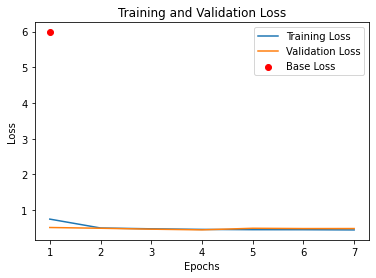 Training and Validation Loss
Training Loss
Validation Loss
Base Loss
Loss
6
5
4
3
2
1
1 2 3 4 5 6 7
Epochs